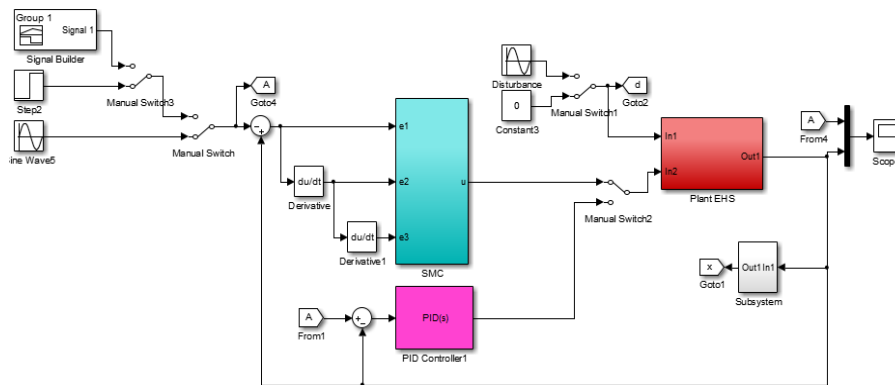 Group 1
Signal 1
Signal Builder
Step2
Manual Switch3
ine Wave5
Manual Switch
A
Goto4
Disturbance
0
Constant3
Manual Switch1
d
Goto2
e1
e2
e3
u
SMC
du/dt
Derivative
du/dt
Derivative1
Manual Switch2
In1
In2
Out1
Plant EHS
A
From4
Scop
x
Goto1
Out1 In1
Subsystem
A
From1
PID(s)
PID Controller1